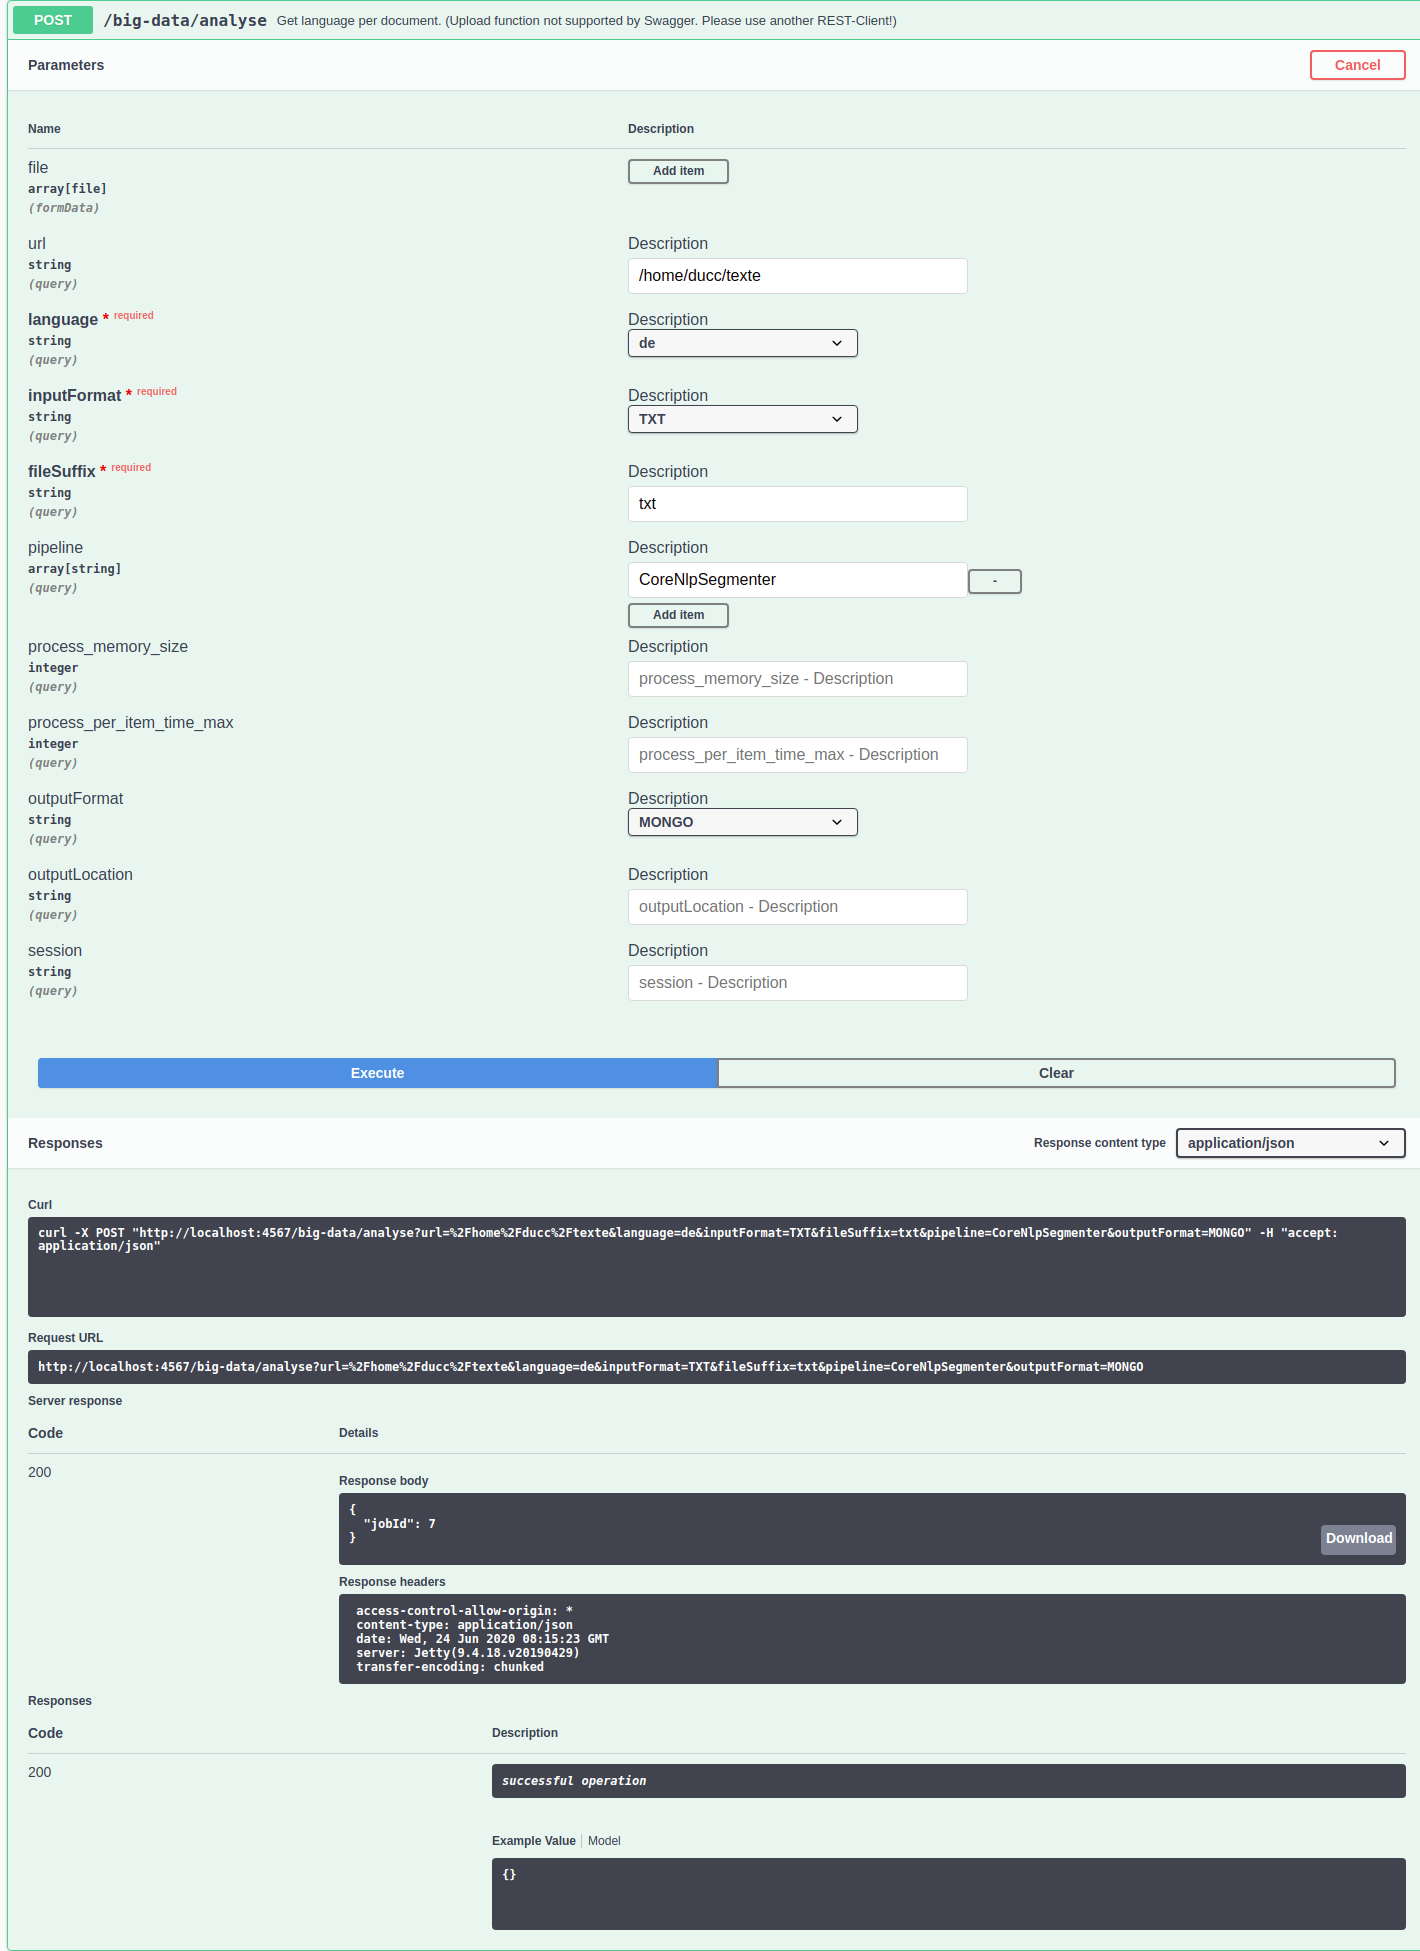 POST /big-data/analyse Get language per document. (Upload function not supported by Swagger. Please use another REST-Client!)
Parameters Cancel
Name Description
file
array[file]
(formData)
Add item
url
string
(query)
Description
/home/ducc/texte
language * required
string
(query)
Description
de
inputFormat * required
string
(query)
Description
TXT
fileSuffix * required
string
(query)
Description
txt
pipeline
array[string]
(query)
Description
CoreNlpSegmenter -
Add item
process_memory_size
integer
(query)
Description
process_memory_size - Description
process_per_item_time_max
integer
(query)
Description
process_per_item_time_max - Description
outputFormat
string
(query)
Description
MONGO
outputLocation
string
(query)
Description
outputLocation - Description
session
string
(query)
Description
session - Description
Execute Clear
Responses Response content type application/json
Curl
curl -X POST "http://localhost:4567/big-data/analyse?url=%2Fhome%2Fducc%2Ftexte&language=de&inputFormat=TXT&fileSuffix=txt&pipeline=CoreNlpSegmenter&outputFormat=MONGO" -H "accept:
application/json"
Request URL
http://localhost:4567/big-data/analyse?url=%2Fhome%2Fducc%2Ftexte&language=de&inputFormat=TXT&fileSuffix=txt&pipeline=CoreNlpSegmenter&outputFormat=MONGO
Server response
Code Details
200
Response body
{
"jobId": 7
}
Download
Response headers
access-control-allow-origin: *
content-type: application/json
date: Wed, 24 Jun 2020 08:15:23 GMT
server: Jetty(9.4.18.v20190429)
transfer-encoding: chunked
Responses
Code Description
200
successful operation
Example Value Model
{}